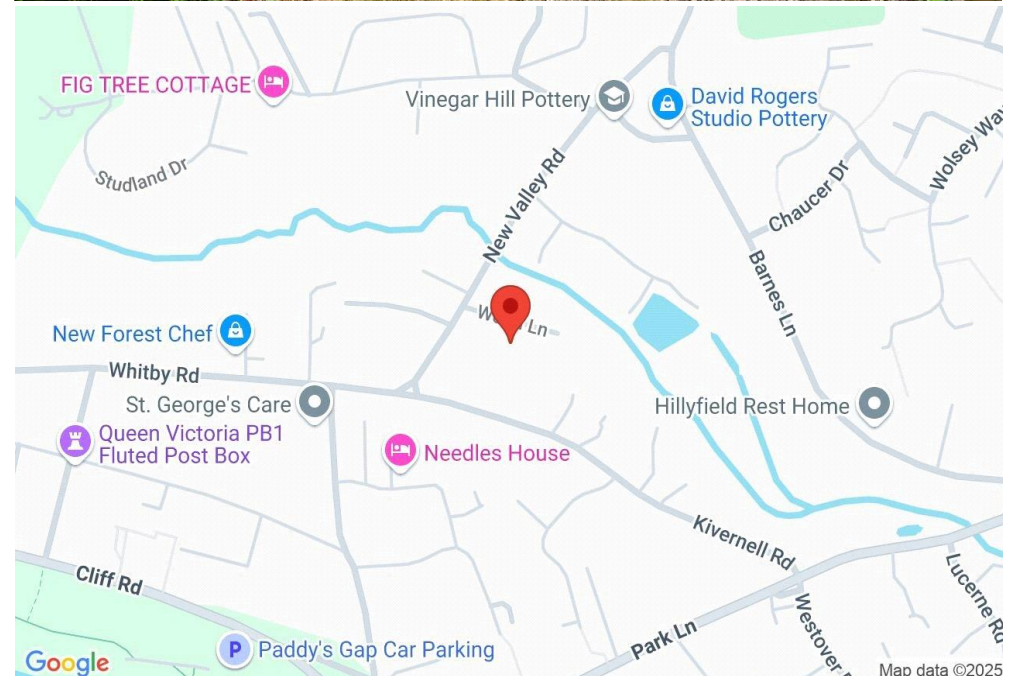 FIG TREE COTTAGE
Vinegar Hill Pottery
David Rogers
Studio Pottery
Studland Dr
New Valley Rd
Chaucer Dr
Wolsey Way
Barnes Ln
Ln
New Forest Chef
Whitby Rd
St. George's Care
Hillyfield Rest Home
Queen Victoria PB1
Fluted Post Box
Needles House
Kivernell Rd
Cliff Rd
Lucerne Rd
Westover
Park Ln
P
Paddy's Gap Car Parking
Google
Map data ©2025